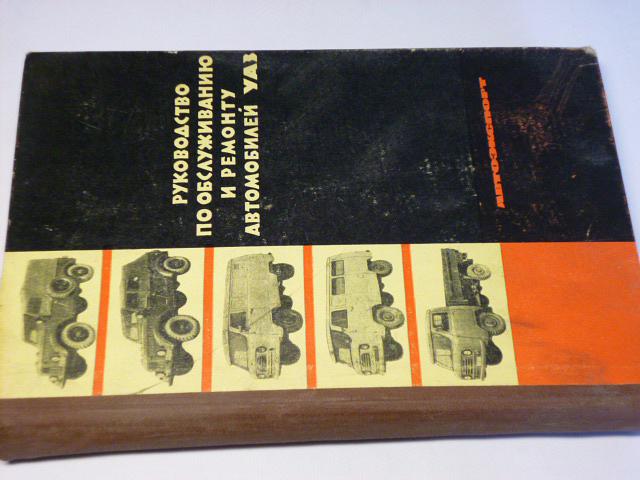 РУКОВОДСТВО
ПО ОБСЛУЖИВАНИЮ
И РЕМОНТУ
АВТОМОБИЛЕЙ УАЗ
АВТОЭКСПОРТ